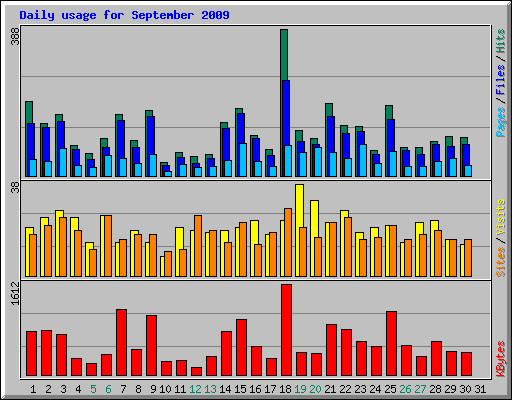 Daily usage for September 2009
388
Pages / Files / Hits
38
Sites / Visits
1612
KBytes
1 2 3 4 5 6 7 8 9 10 11 12 13 14 15 16 17 18 19 20 21 22 23 24 25 26 27 28 29 30 31